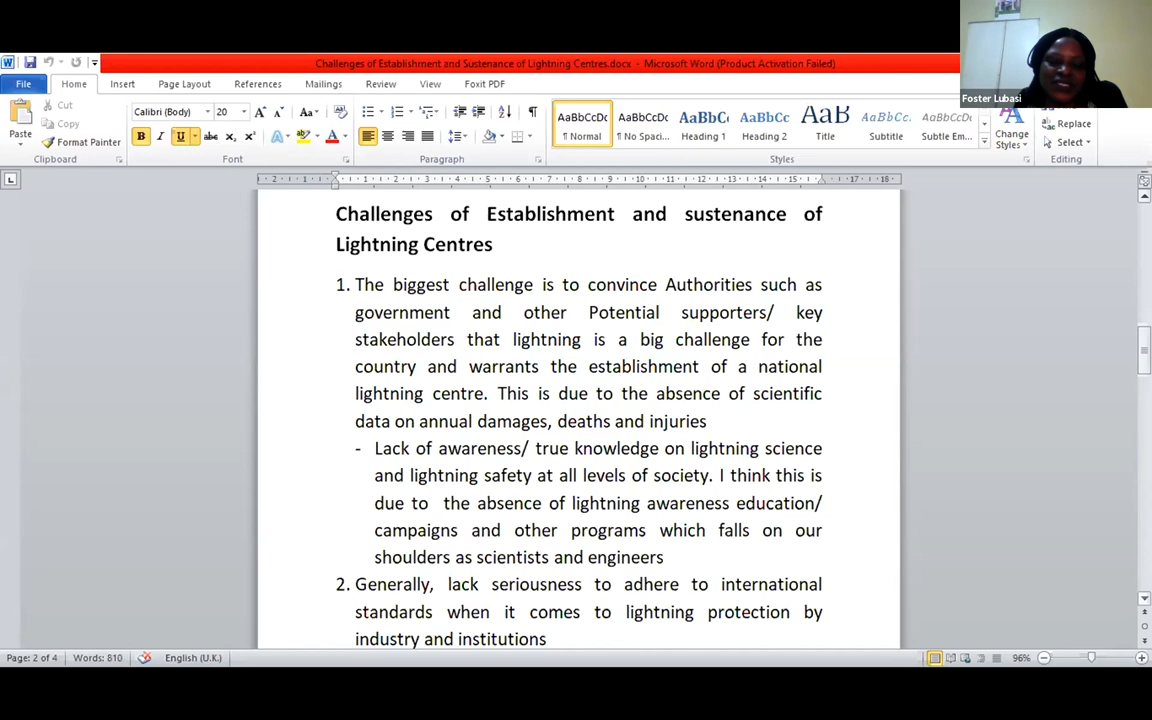 Challenges of Establishment and Sustenance of Lightning Centres.docx - Microsoft Word (Product Activation Failed)
Foster Lubasi
File Home Insert Page Layout References Mailings Review View Foxit PDF
Cut
Copy
Format Painter
Paste
Clipboard
Calibri (Body) 20
Font
Paragraph
AaBbCcDc AaBbCcDc AaBbC AaBbCc AaB AaBbCc. AaBbCcDc
¶ Normal ¶ No Spaci... Heading 1 Heading 2 Title Subtitle Subtle Em...
Styles
Change
Styles
Replace
Select
Editing
Challenges of Establishment and sustenance of
Lightning Centres
1. The biggest challenge is to convince Authorities such as
government and other Potential supporters/ key
stakeholders that lightning is a big challenge for the
country and warrants the establishment of a national
lightning centre. This is due to the absence of scientific
data on annual damages, deaths and injuries
- Lack of awareness/ true knowledge on lightning science
and lightning safety at all levels of society. I think this is
due to the absence of lightning awareness education/
campaigns and other programs which falls on our
shoulders as scientists and engineers
2. Generally, lack seriousness to adhere to international
standards when it comes to lightning protection by
industry and institutions
Page: 2 of 4 Words: 810 English (U.K.) 96%